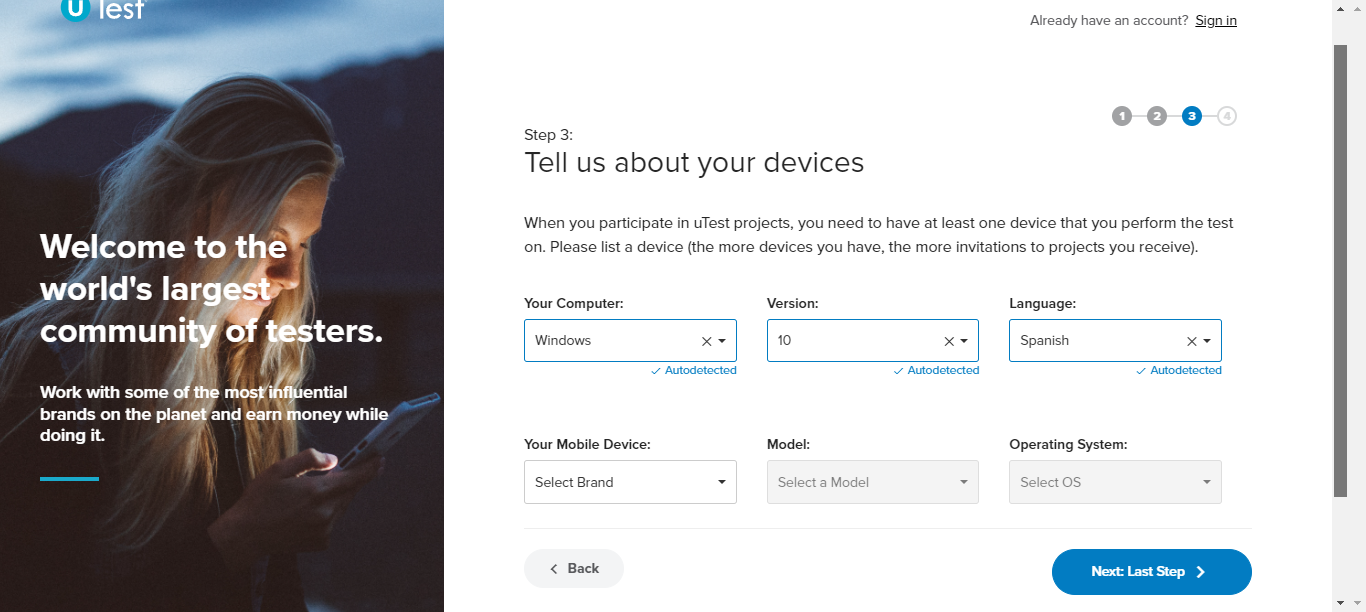 uTest
Already have an account? Sign in
1 2 3 4
Step 3:
Tell us about your devices
When you participate in uTest projects, you need to have at least one device that you perform the test
on. Please list a device (the more devices you have, the more invitations to projects you receive).
Welcome to the
world's largest
community of testers.
Work with some of the most influential
brands on the planet and earn money while
doing it.
Your Computer: Version: Language:
Windows 10 Spanish
Autodetected Autodetected Autodetected
Your Mobile Device: Model: Operating System:
Select Brand Select a Model Select OS
Back Next: Last Step